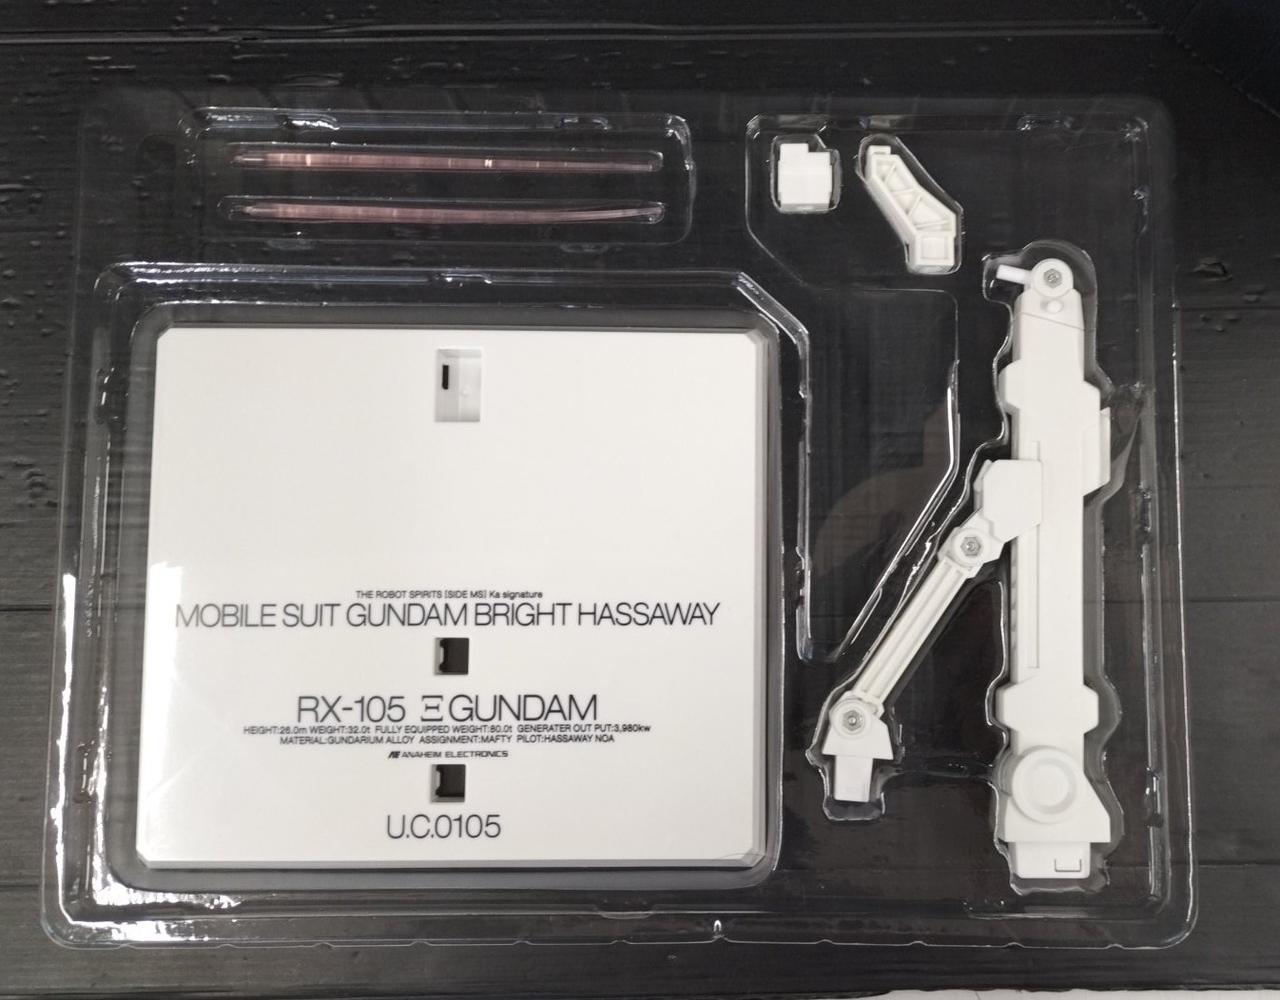 THE ROBOT SPIRITS [SIDE MS] Ka signature
MOBILE SUIT GUNDAM BRIGHT HASSAWAY
RX-105 Ξ GUNDAM
HEIGHT:26.0m WEIGHT:32.0t FULLY EQUIPPED WEIGHT:80.0t GENERATER OUT PUT:3,980kw
MATERIAL:GUNDARIUM ALLOY ASSIGNMENT:MAFTY PILOT:HASSAWAY NOA
AE ANAHEIM ELECTRONICS
U.C.0105